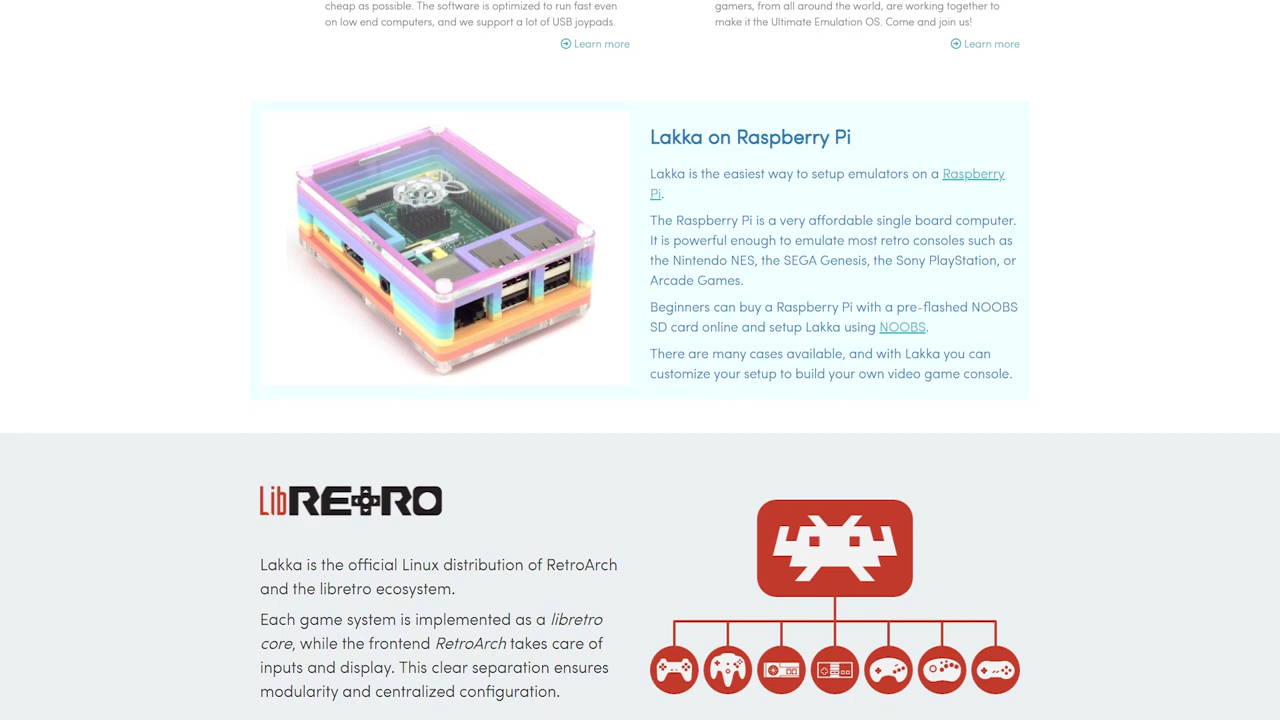 cheap as possible. The software is optimized to run fast even
on low end computers, and we support a lot of USB joypads.
Learn more
gamers, from all around the world, are working together to
make it the Ultimate Emulation OS. Come and join us!
Learn more
Lakka on Raspberry Pi
Lakka is the easiest way to setup emulators on a Raspberry
Pi.
The Raspberry Pi is a very affordable single board computer.
It is powerful enough to emulate most retro consoles such as
the Nintendo NES, the SEGA Genesis, the Sony PlayStation, or
Arcade Games.
Beginners can buy a Raspberry Pi with a pre-flashed NOOBS
SD card online and setup Lakka using NOOBS.
There are many cases available, and with Lakka you can
customize your setup to build your own video game console.
LibRETRO
Lakka is the official Linux distribution of RetroArch
and the libretro ecosystem.
Each game system is implemented as a libretro
core, while the frontend RetroArch takes care of
inputs and display. This clear separation ensures
modularity and centralized configuration.